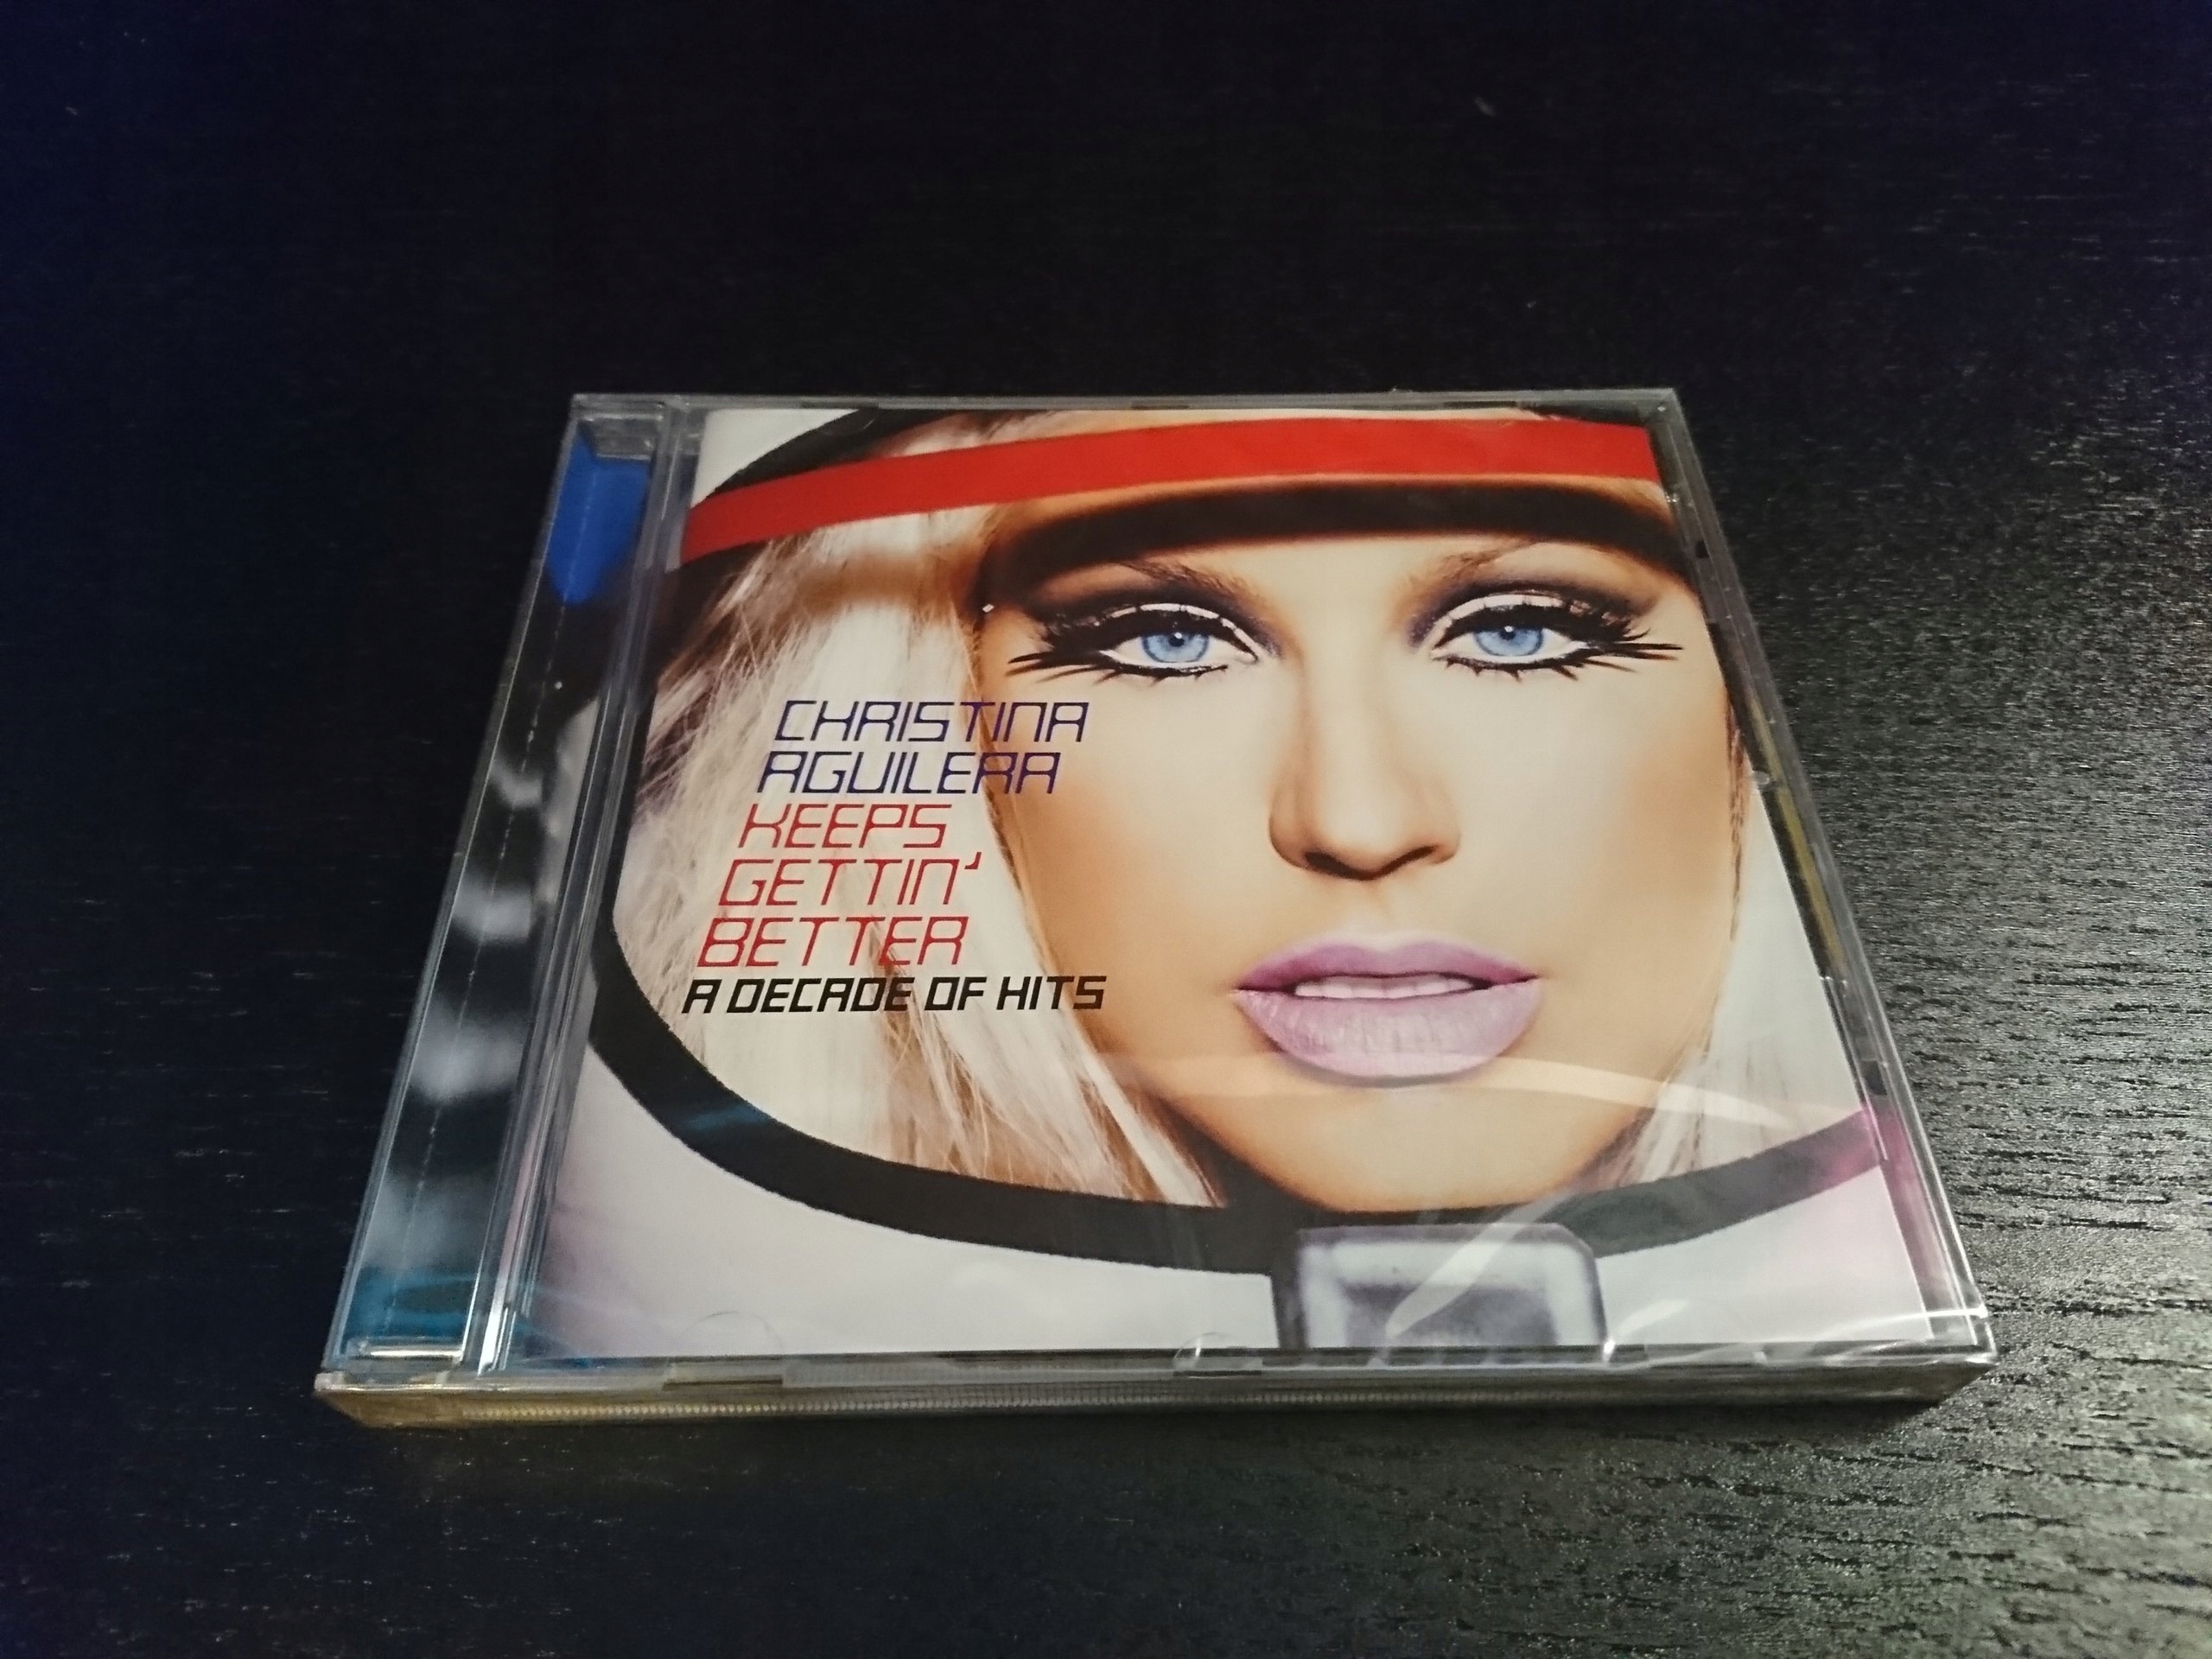 CHRISTINA
AGUILERA
KEEPS
GETTIN'
BETTER
A DECADE OF HITS